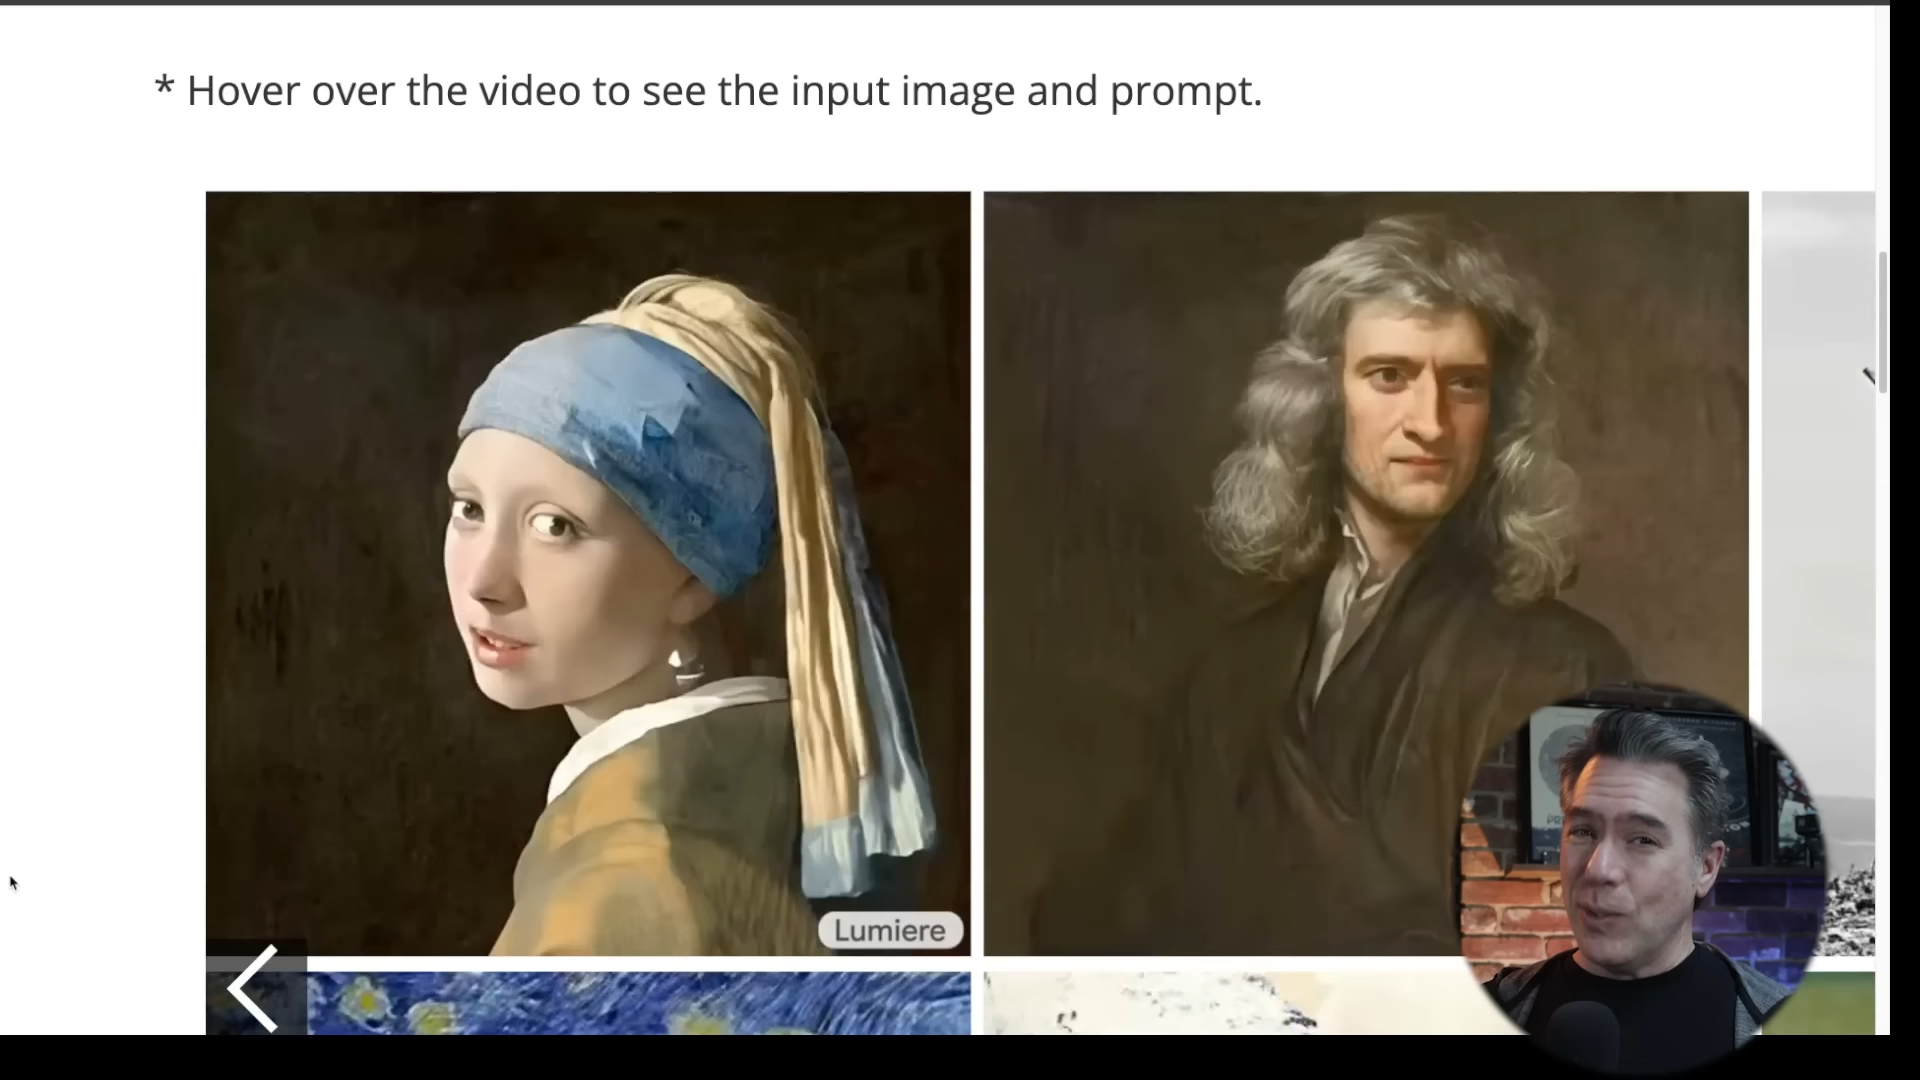 * Hover over the video to see the input image and prompt.
Lumiere